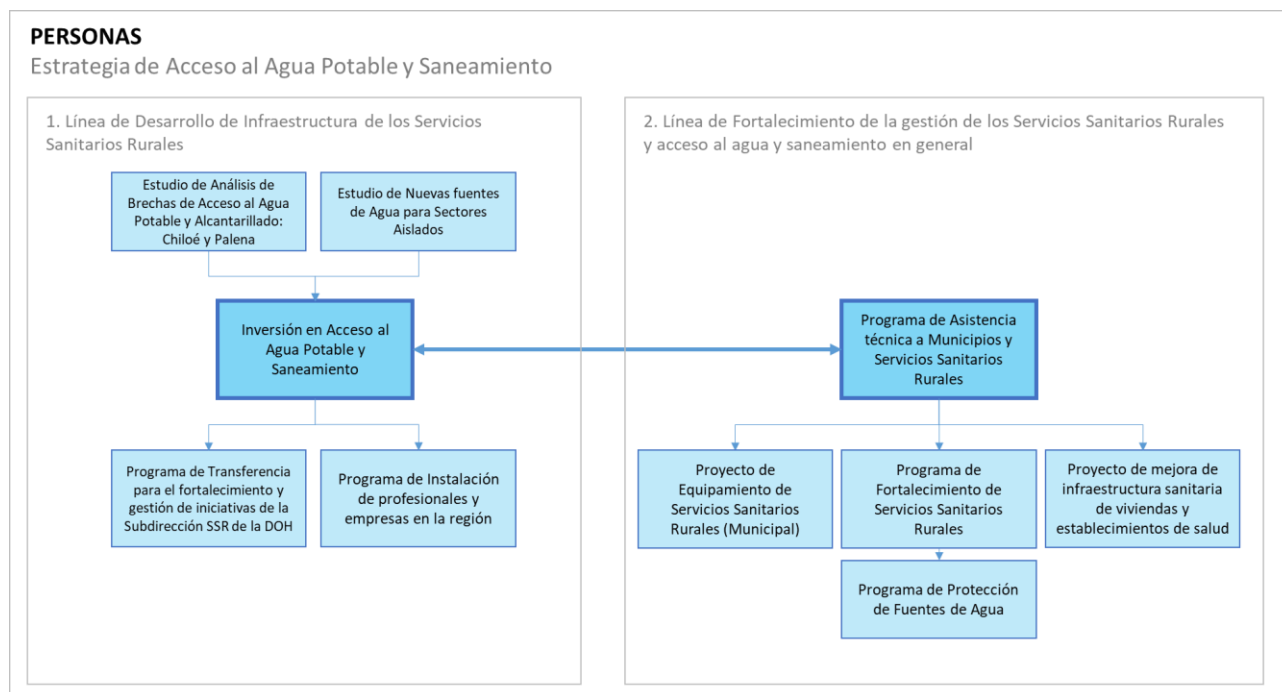 PERSONAS
Estrategia de Acceso al Agua Potable y Saneamiento
1. Línea de Desarrollo de Infraestructura de los Servicios
Sanitarios Rurales
Estudio de Análisis de
Brechas de Acceso al Agua
Potable y Alcantarillado:
Chiloé y Palena
Estudio de Nuevas fuentes
de Agua para Sectores
Aislados
Inversión en Acceso al
Agua Potable y
Saneamiento
Programa de Transferencia
para el fortalecimiento y
gestión de iniciativas de la
Subdirección SSR de la DOH
Programa de Instalación
de profesionales y
empresas en la región
2. Línea de Fortalecimiento de la gestión de los Servicios Sanitarios Rurales
y acceso al agua y saneamiento en general
Programa de Asistencia
técnica a Municipios y
Servicios Sanitarios
Rurales
Proyecto de
Equipamiento de
Servicios Sanitarios
Rurales (Municipal)
Programa de
Fortalecimiento de
Servicios Sanitarios
Rurales
Proyecto de mejora de
infraestructura sanitaria
de viviendas y
establecimientos de salud
Programa de Protección
de Fuentes de Agua